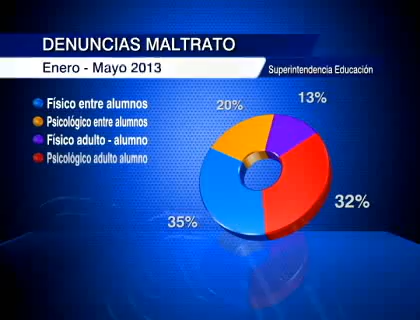 DENUNCIAS MALTRATO
Enero - Mayo 2013
Superintendencia Educación
Físico entre alumnos
Psicológico entre alumnos
Físico adulto - alumno
Psicológico adulto alumno
20%
13%
35%
32%